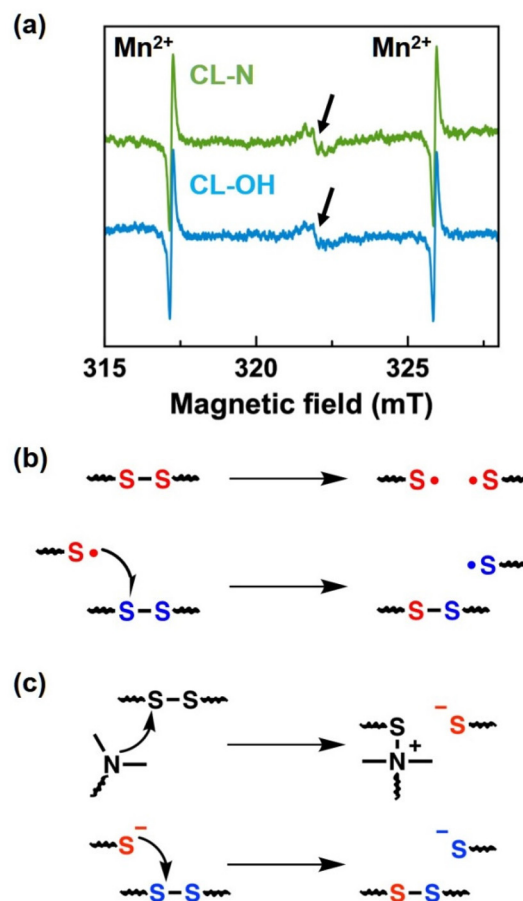 (a)
Mn2+ Mn2+
CL-N
CL-OH
315 320 325
Magnetic field (mT)
(b)
S–S S• •S
S• •S
S–S S–S
(c)
S–S – S
S
N N+
S– – S
S–S S–S